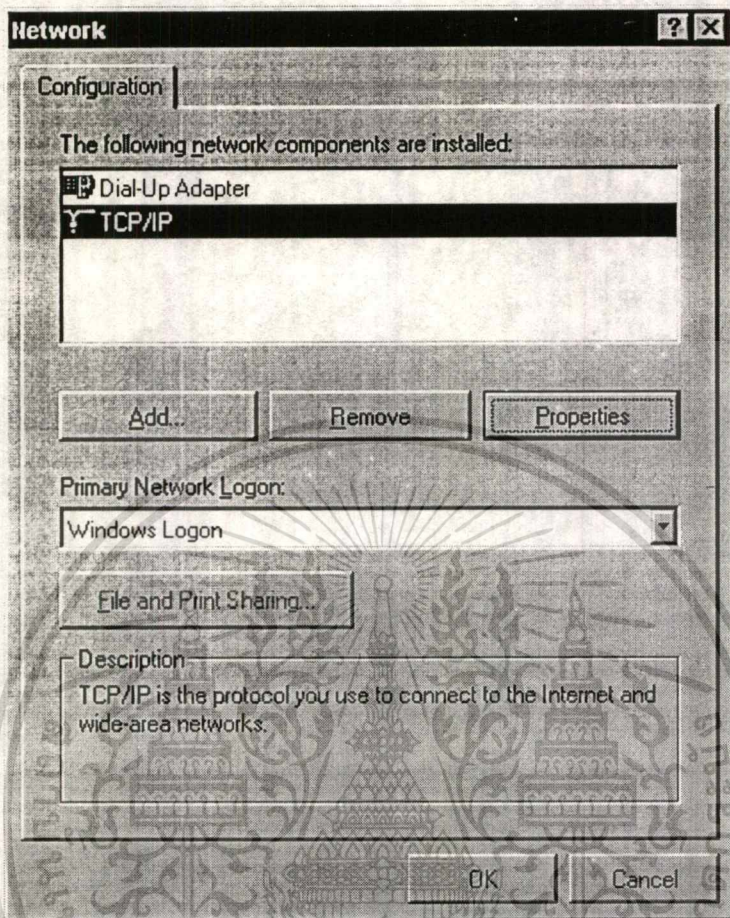 Network
Configuration
The following network components are installed:
Dial-Up Adapter
TCP/IP
Add...
Remove
Properties
Primary Network Logon:
Windows Logon
File and Print Sharing...
Description
TCP/IP is the protocol you use to connect to the Internet and
wide-area networks.
OK
Cancel